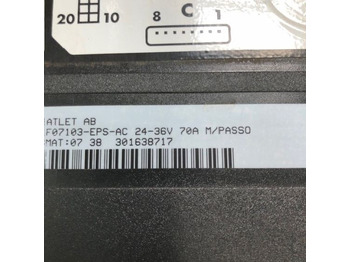 20 10 8 C 1
ATLET AB
F07103-EPS-AC 24-36V 70A M/PASSO
MAT:07 38 301638717